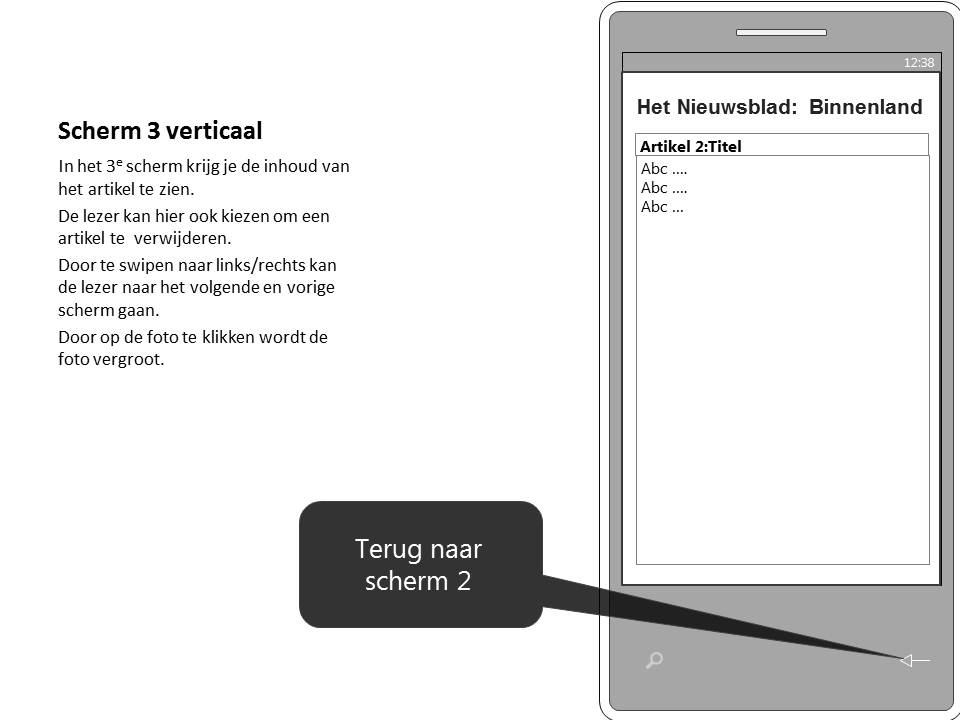 Scherm 3 verticaal
In het 3e scherm krijg je de inhoud van
het artikel te zien.
De lezer kan hier ook kiezen om een
artikel te  verwijderen.
Door te swipen naar links/rechts kan
de lezer naar het volgende en vorige
scherm gaan.
Door op de foto te klikken wordt de
foto vergroot.
Terug naar
scherm 2
12:38
Het Nieuwsblad:  Binnenland
Artikel 2:Titel
Abc ....
Abc ....
Abc ...